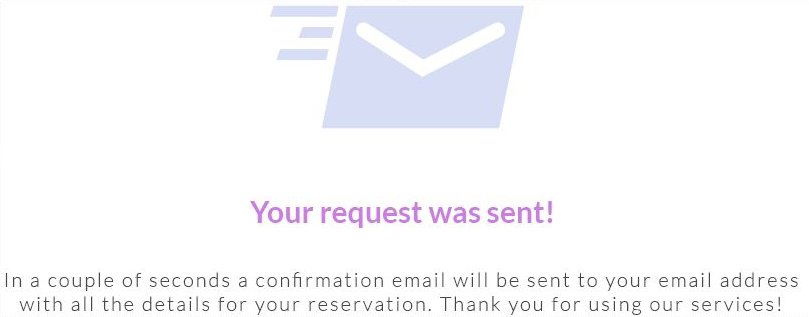 Your request was sent!
In a couple of seconds a confirmation email will be sent to your email address
with all the details for your reservation. Thank you for using our services!